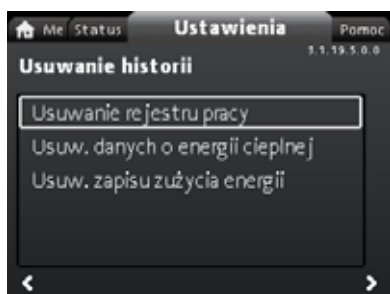 Me Status Ustawienia Pomoc
3.1.19.5.0.0
Usuwanie historii
Usuwanie rejestru pracy
Usuw. danych o energii cieplnej
Usuw. zapisu zużycia energii